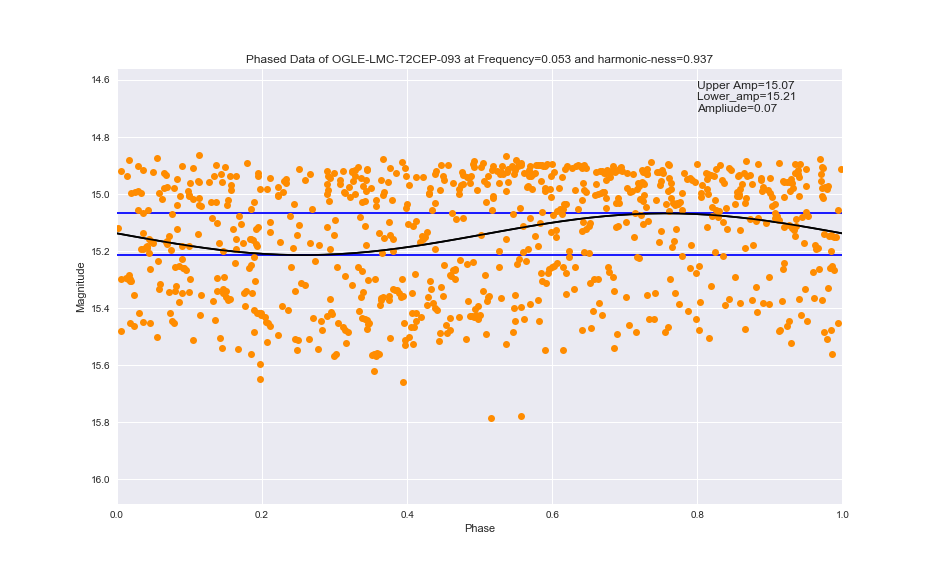 Phased Data of OGLE-LMC-T2CEP-093 at Frequency=0.053 and harmonic-ness=0.937
Upper Amp=15.07
Lower_amp=15.21
Ampliude=0.07
14.6
14.8
15.0
15.2
15.4
15.6
15.8
16.0
Magnitude
0.0 0.2 0.4 0.6 0.8 1.0
Phase